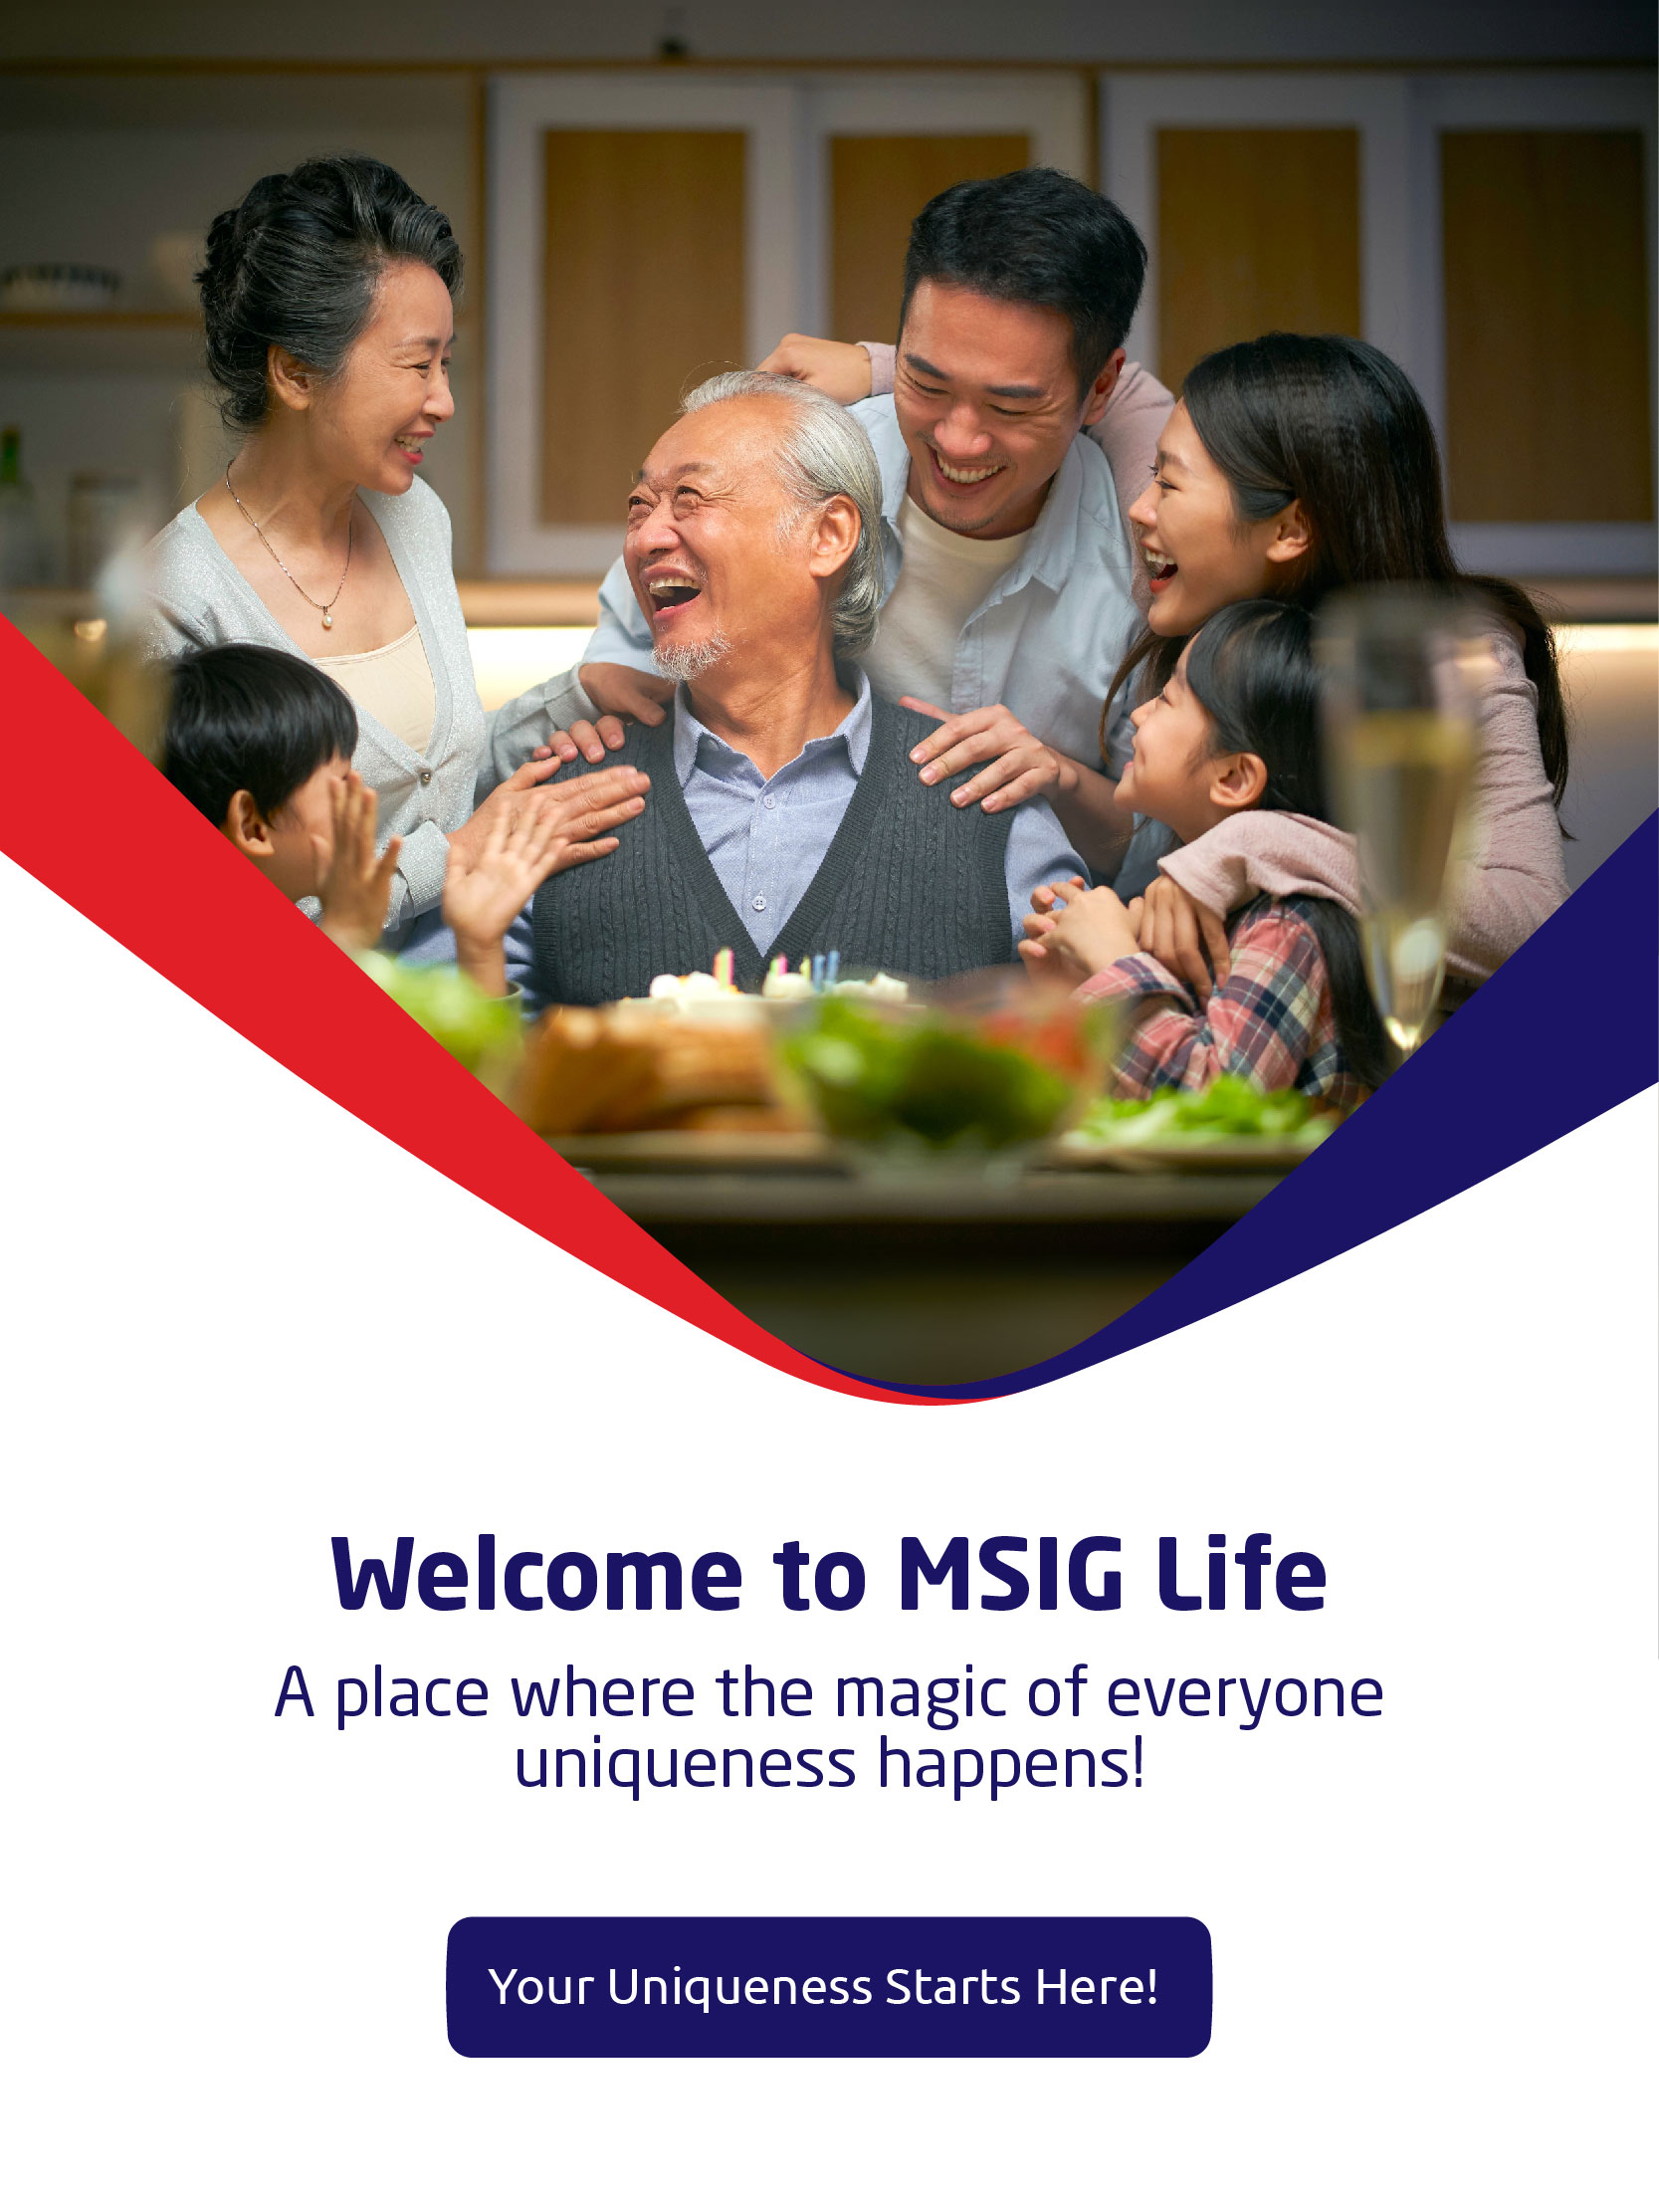 Welcome to MSIG Life
A place where the magic of everyone
uniqueness happens!
Your Uniqueness Starts Here!